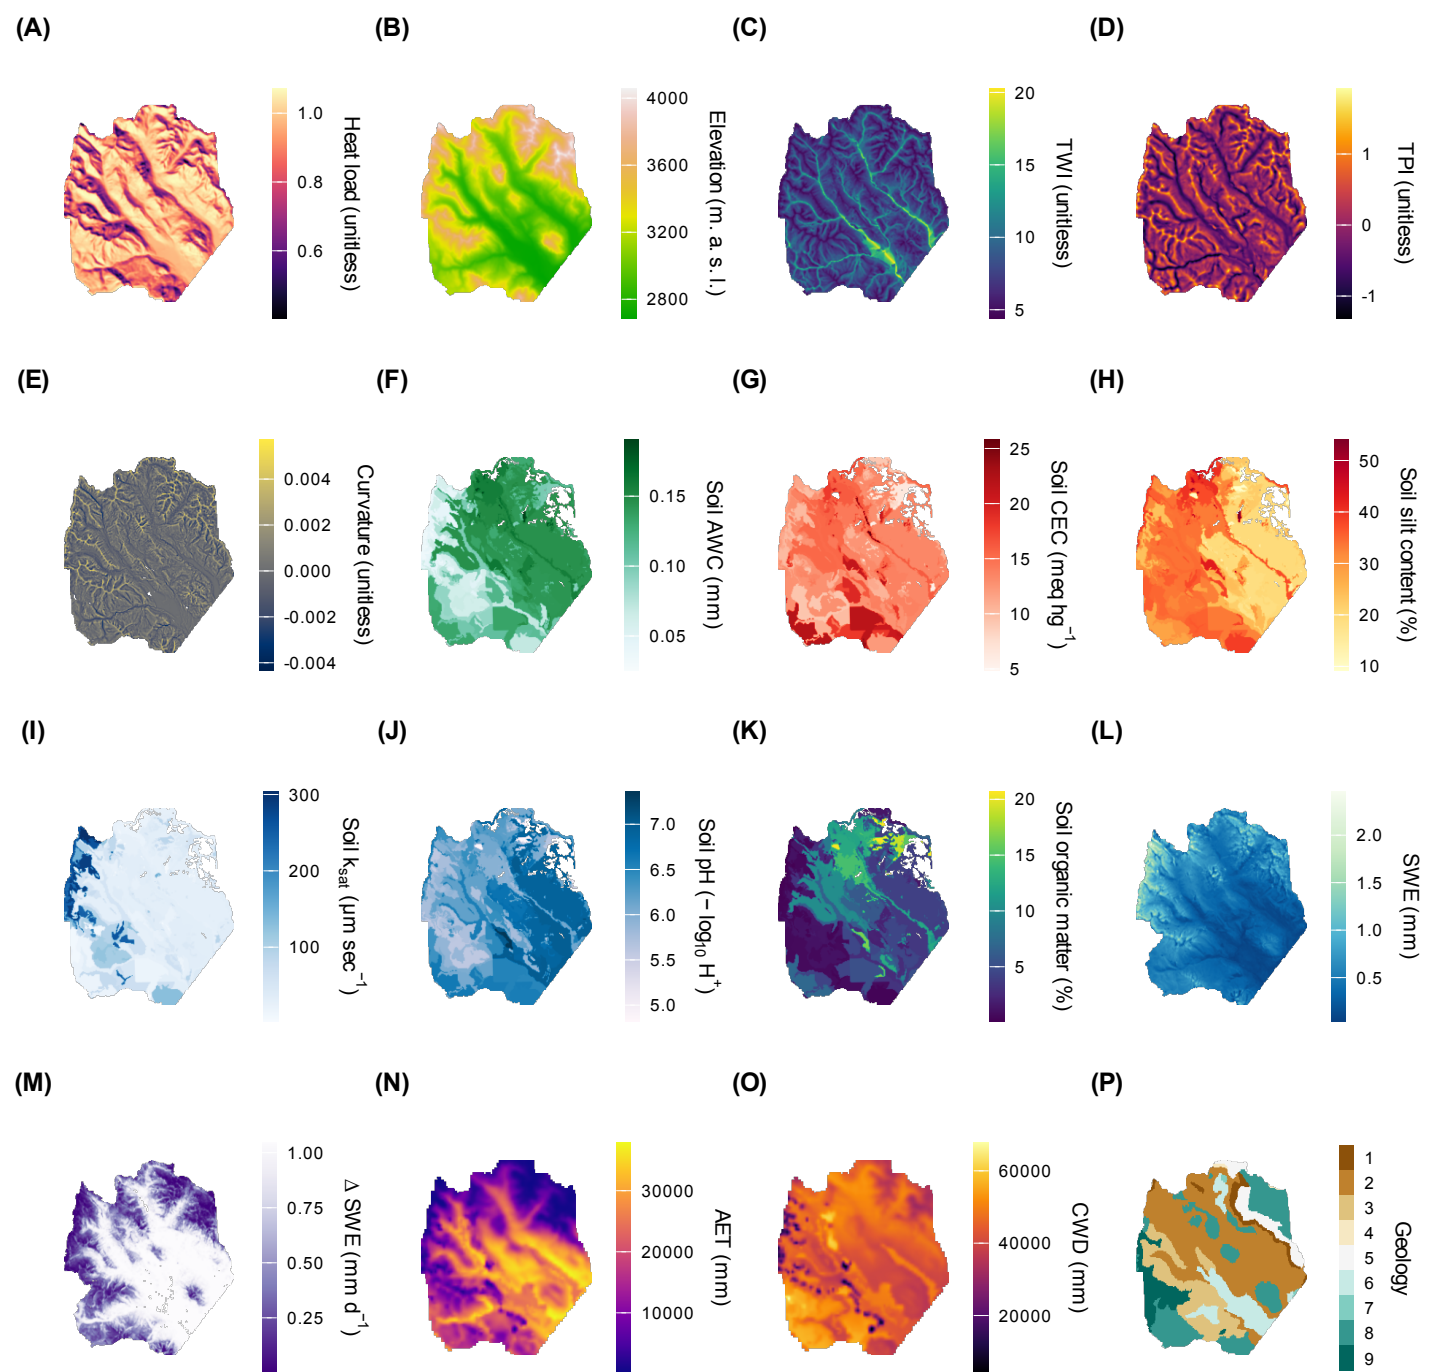 (A)
1.0
0.8
0.6
Heat load (unitless)
(B)
4000
3600
3200
2800
Elevation (m. a. s. l.)
(C)
20
15
10
5
TWI (unitless)
(D)
1
0
-1
TPI (unitless)
(E)
0.004
0.002
0.000
-0.002
-0.004
Curvature (unitless)
(F)
0.15
0.10
0.05
Soil AWC (mm)
(G)
25
20
15
10
5
Soil CEC (meq hg⁻¹)
(H)
50
40
30
20
10
Soil silt content (%)
(I)
300
200
100
Soil kₛₐₜ (μm sec⁻¹)
(J)
7.0
6.5
6.0
5.5
5.0
Soil pH (− log₁₀ H⁺)
(K)
20
15
10
5
Soil organic matter (%)
(L)
2.0
1.5
1.0
0.5
SWE (mm)
(M)
1.00
0.75
0.50
0.25
Δ SWE (mm d⁻¹)
(N)
30000
20000
10000
AET (mm)
(O)
60000
40000
20000
CWD (mm)
(P)
1
2
3
4
5
6
7
8
9
Geology